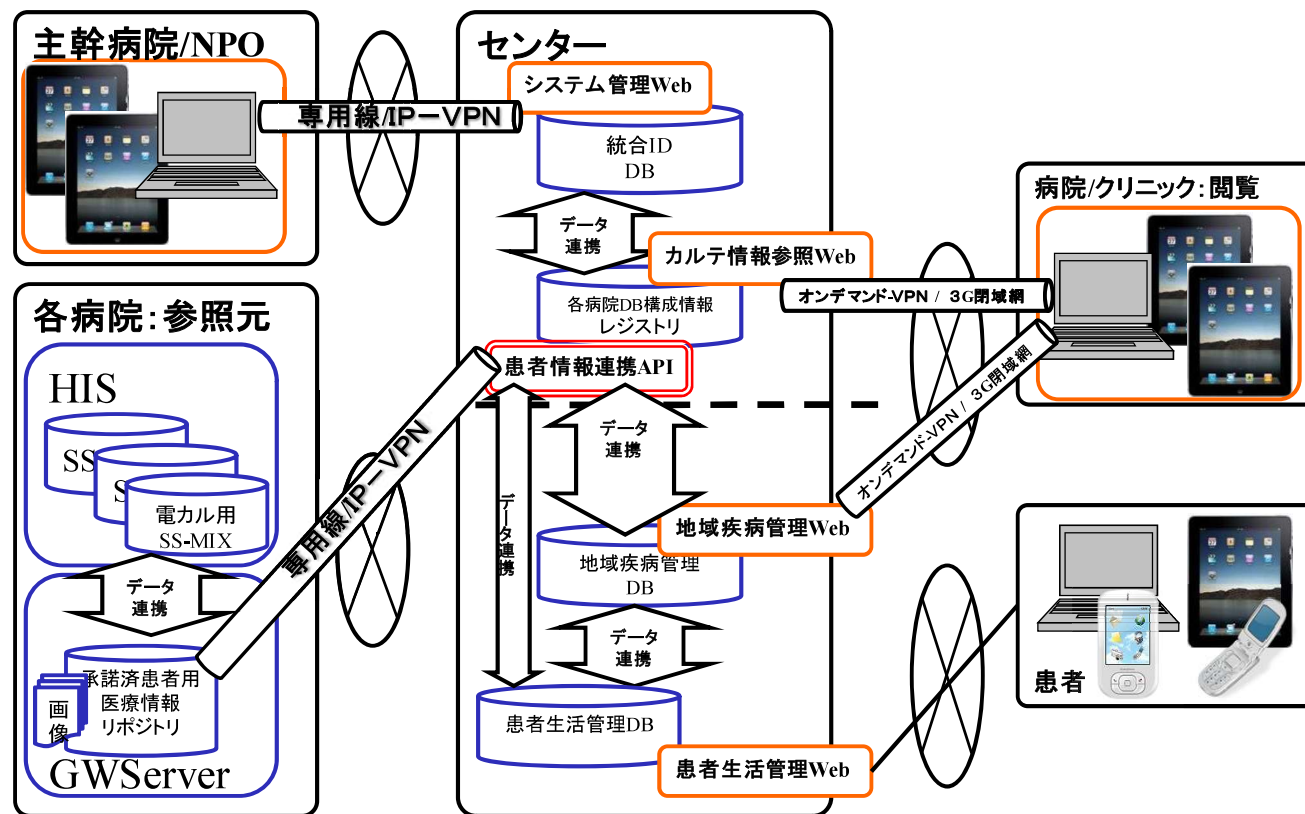 主幹病院/NPO
専用線/IP－VPN
センター
システム管理Web
統合ID
DB
データ
連携
カルテ情報参照Web
各病院DB構成情報
レジストリ
患者情報連携API
データ
連携
データ連携
地域疾病管理Web
地域疾病管理
DB
データ
連携
患者生活管理DB
患者生活管理Web
各病院：参照元
HIS
SS
S
電カル用
SS-MIX
データ
連携
承諾済患者用
医療情報
リポジトリ
画
像
GWServer
専用線/IP－VPN
病院/クリニック：閲覧
オンデマンド-VPN / 3G閉域網
オンデマンド-VPN / 3G閉域網
患者